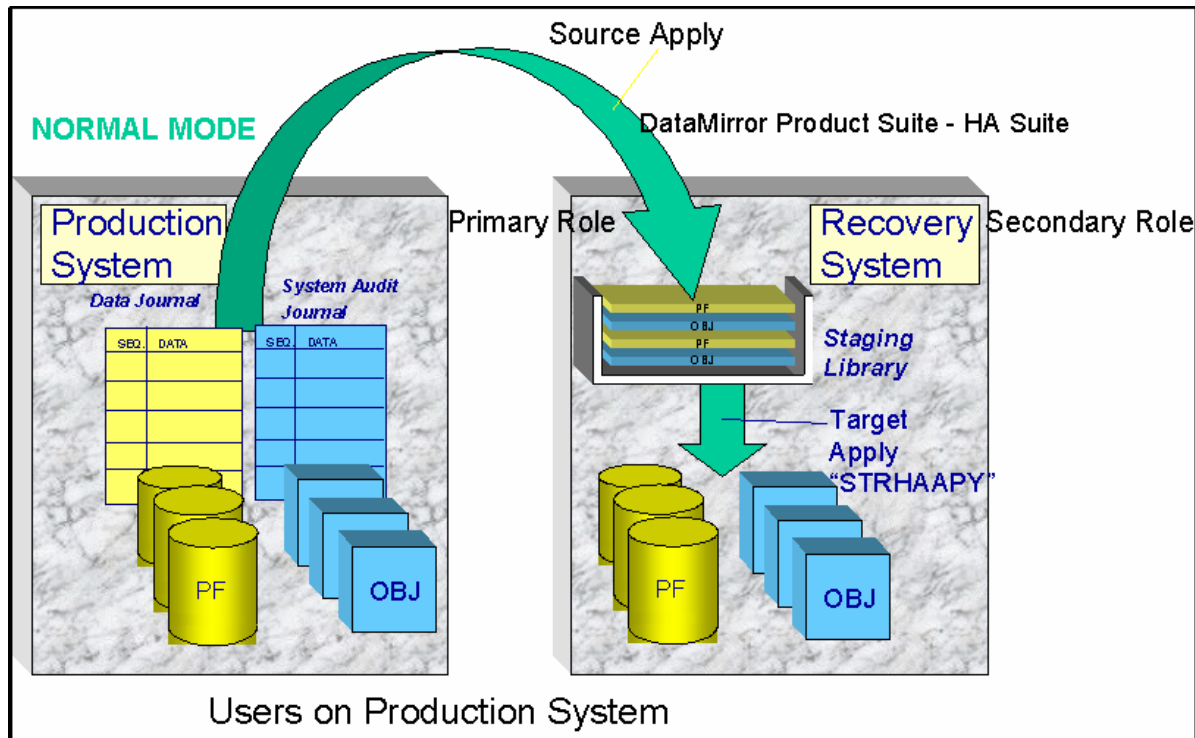 Source Apply
NORMAL MODE
DataMirror Product Suite - HA Suite
Production
System
Primary Role
Recovery
System
Secondary Role
Data Journal
System Audit
Journal
SEQ. DATA
SEQ. DATA
PF
OBJ
PF
OBJ
Staging
Library
Target
Apply
“STRHAAPY”
PF
OBJ
PF
OBJ
Users on Production System